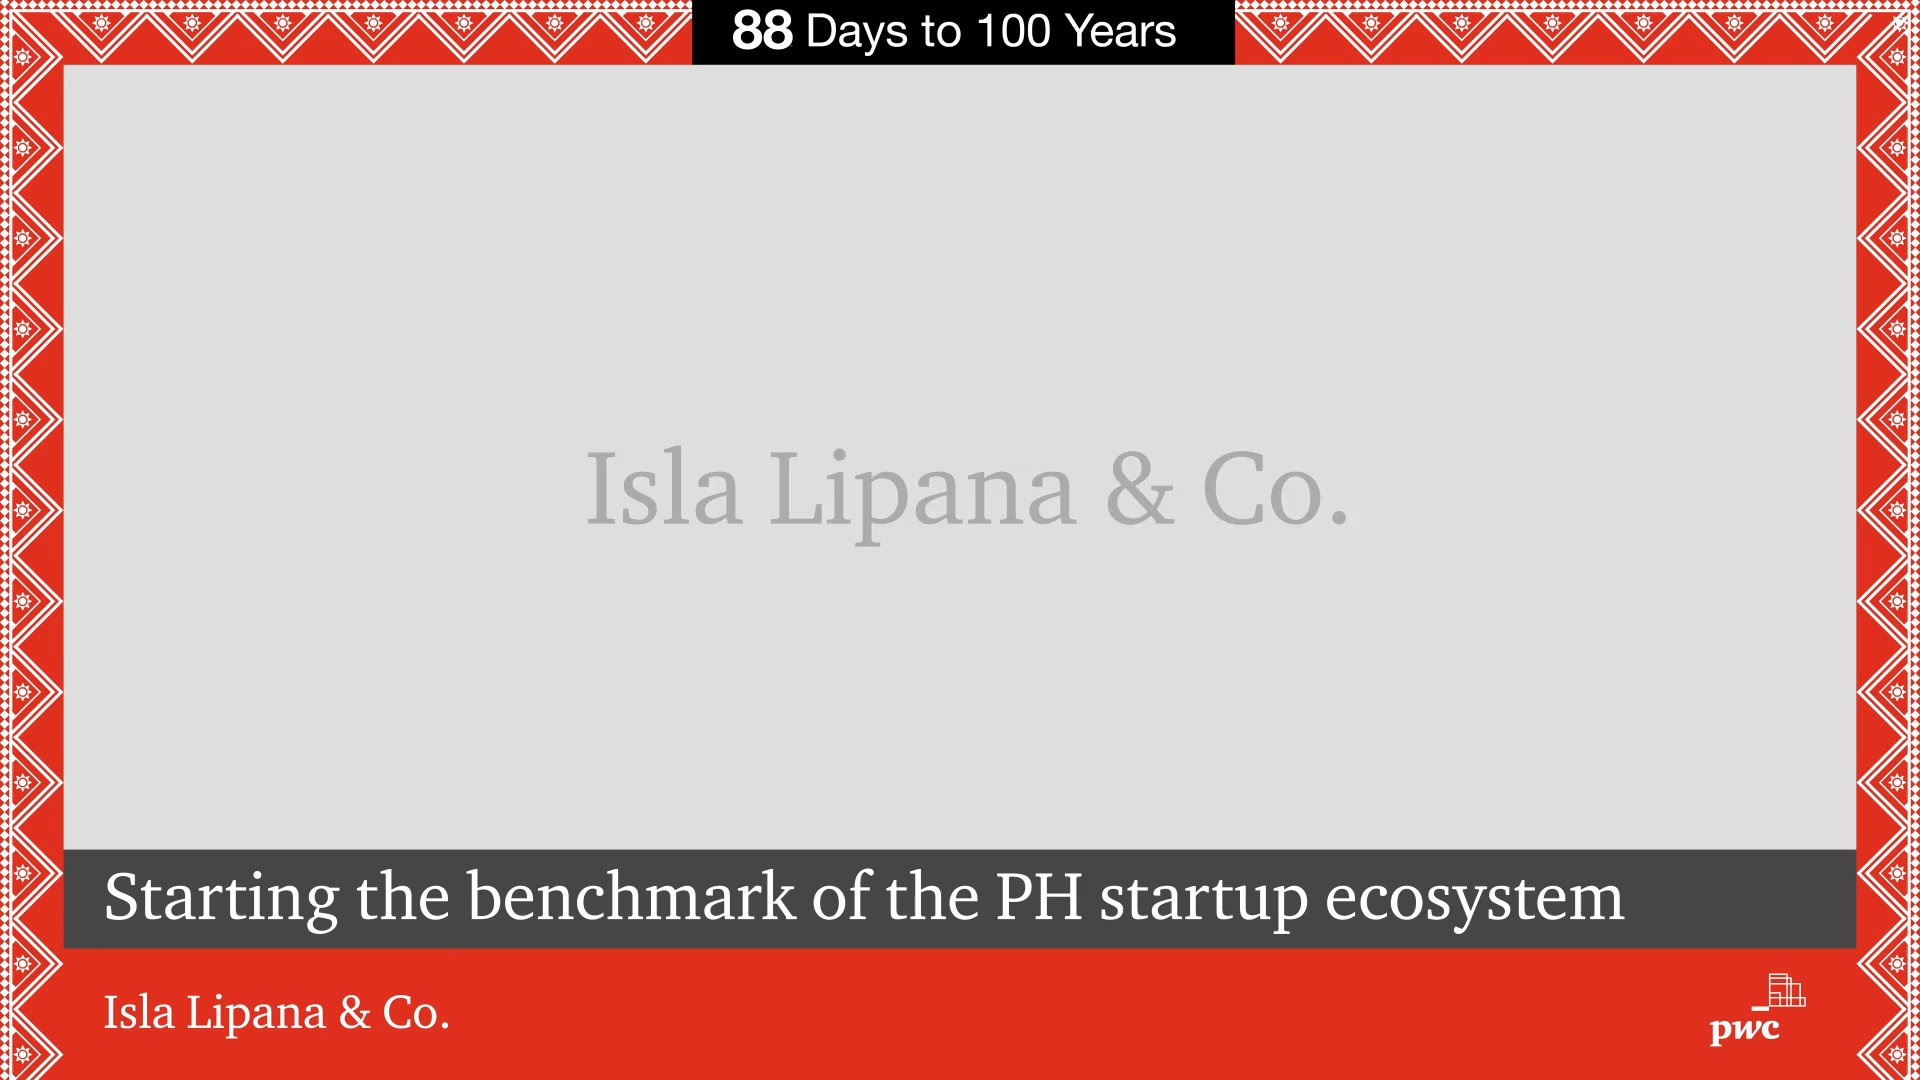 88 Days to 100 Years
Isla Lipana & Co.
Starting the benchmark of the PH startup ecosystem
Isla Lipana & Co.
pwc